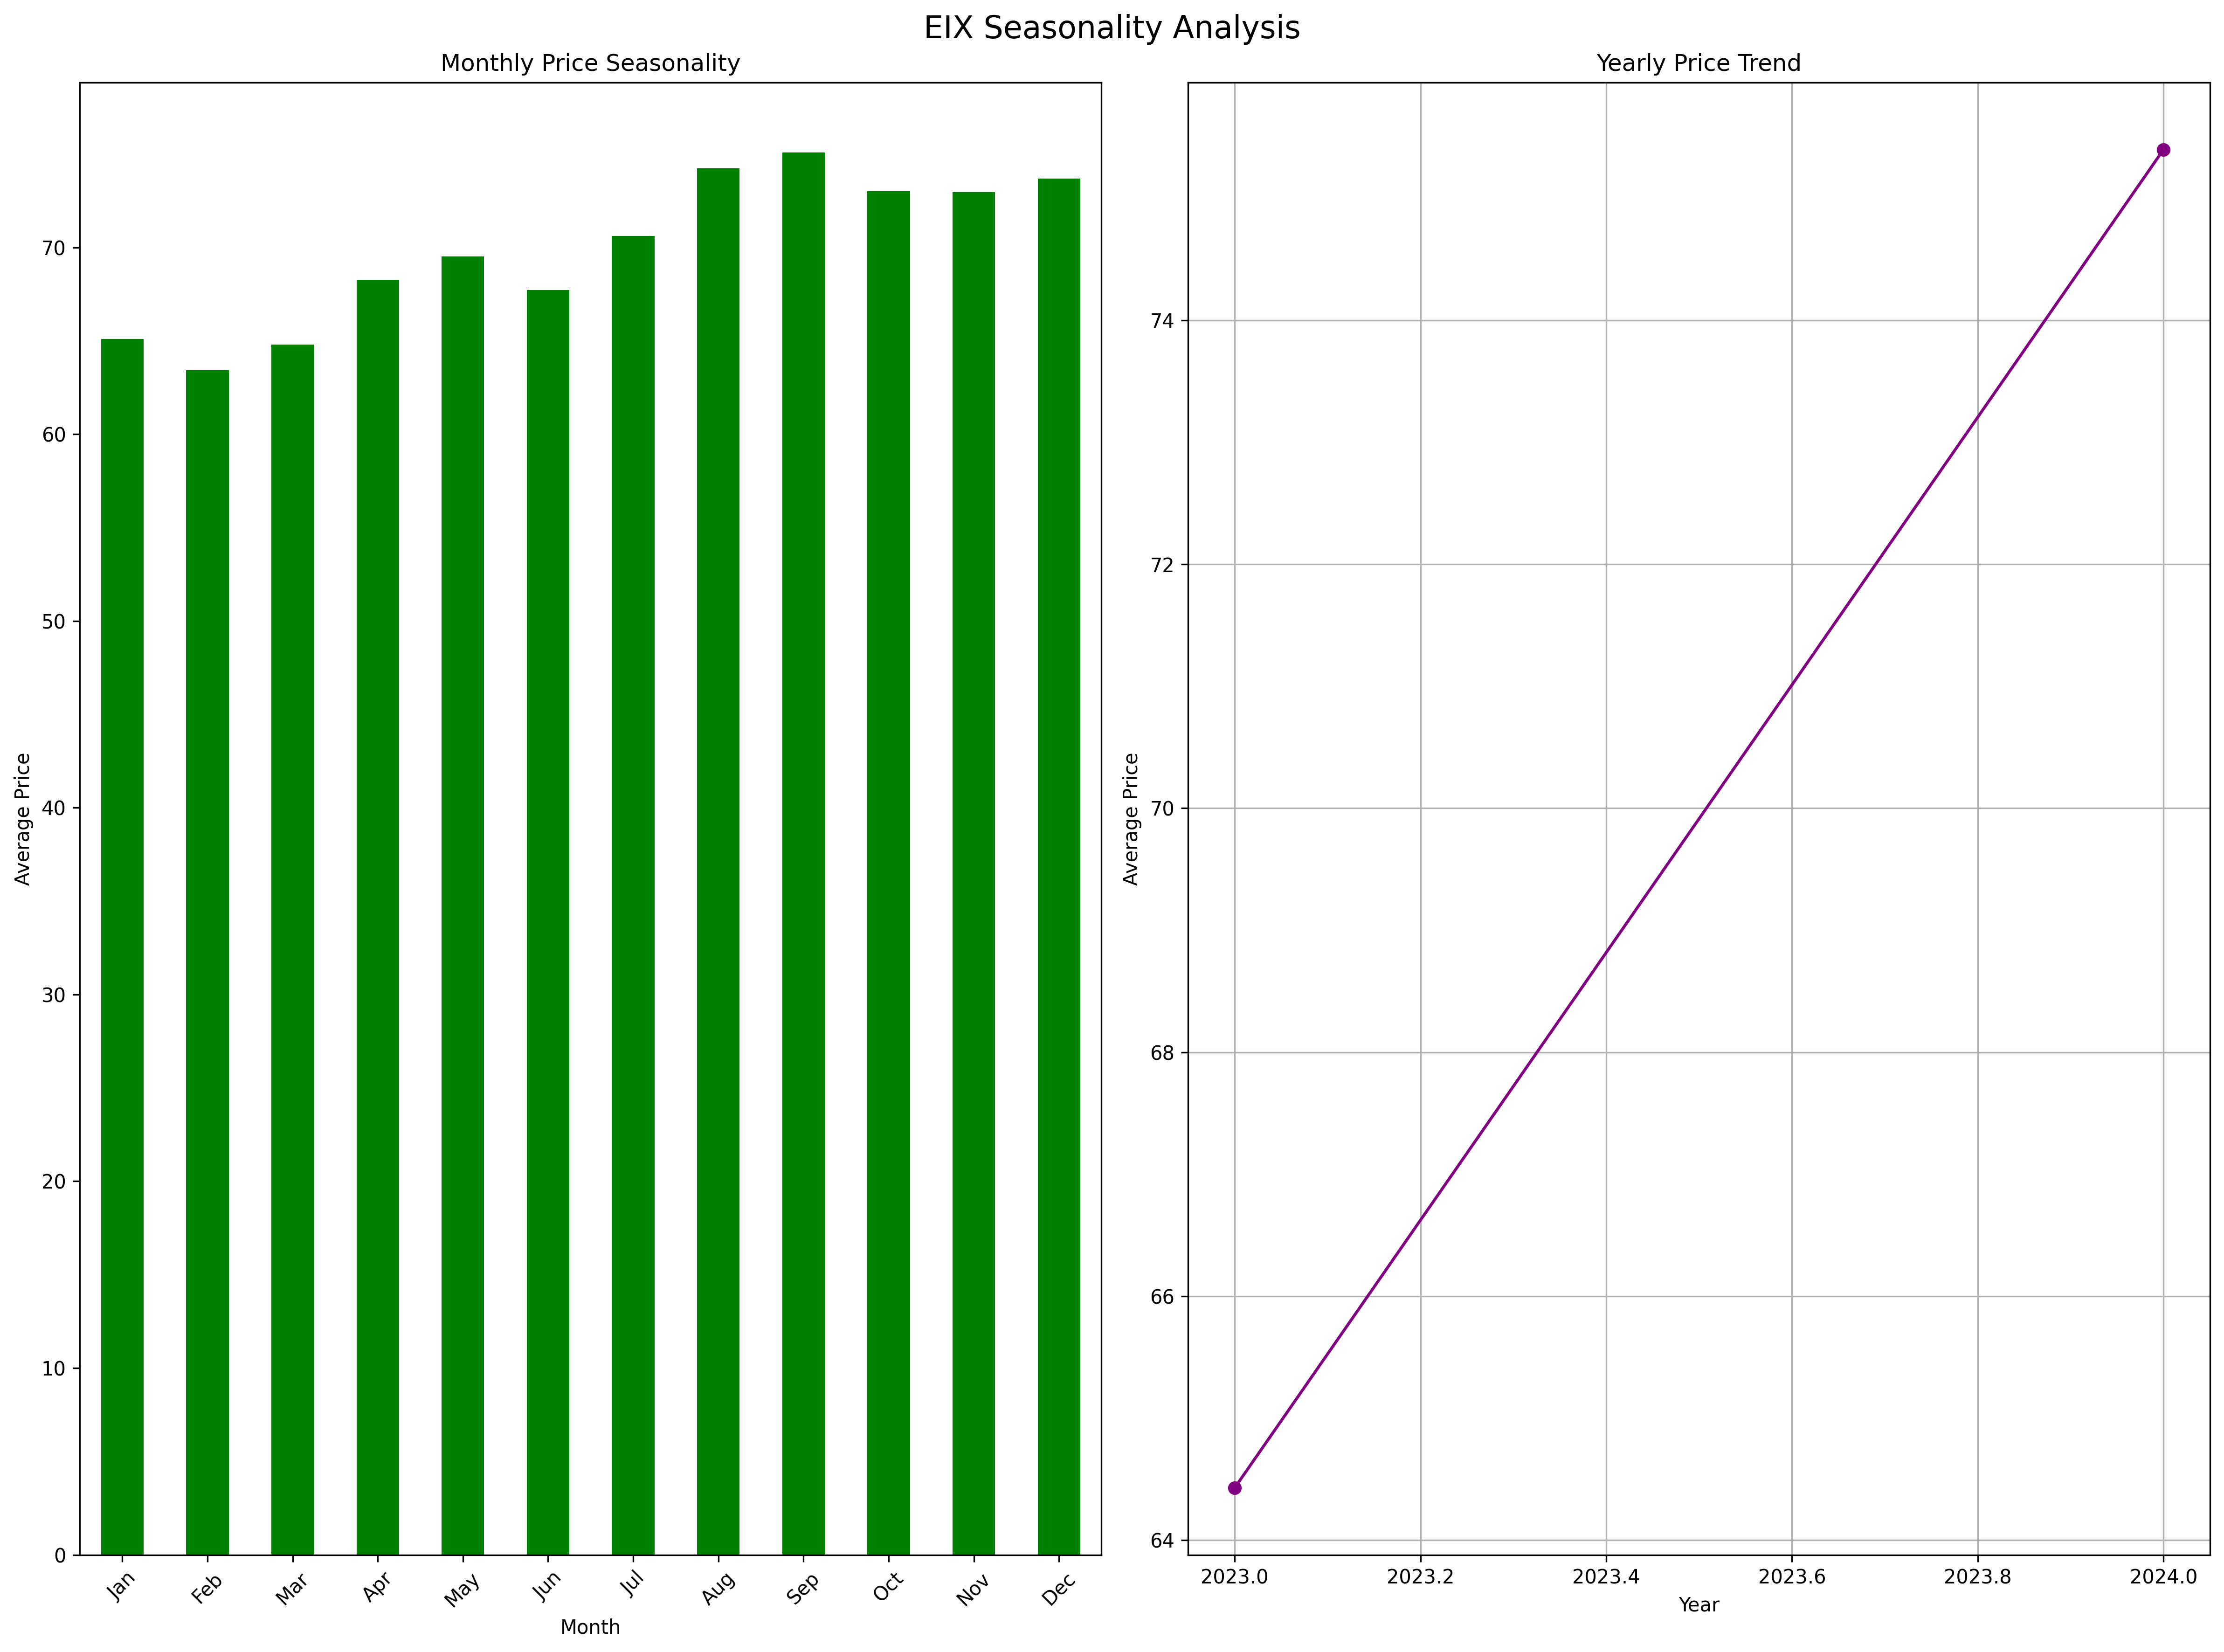 EIX Seasonality Analysis
Monthly Price Seasonality
Average Price
70
60
50
40
30
20
10
0
Jan
Feb
Mar
Apr
May
Jun
Jul
Aug
Sep
Oct
Nov
Dec
Month
Yearly Price Trend
Average Price
74
72
70
68
66
64
2023.0
2023.2
2023.4
2023.6
2023.8
2024.0
Year